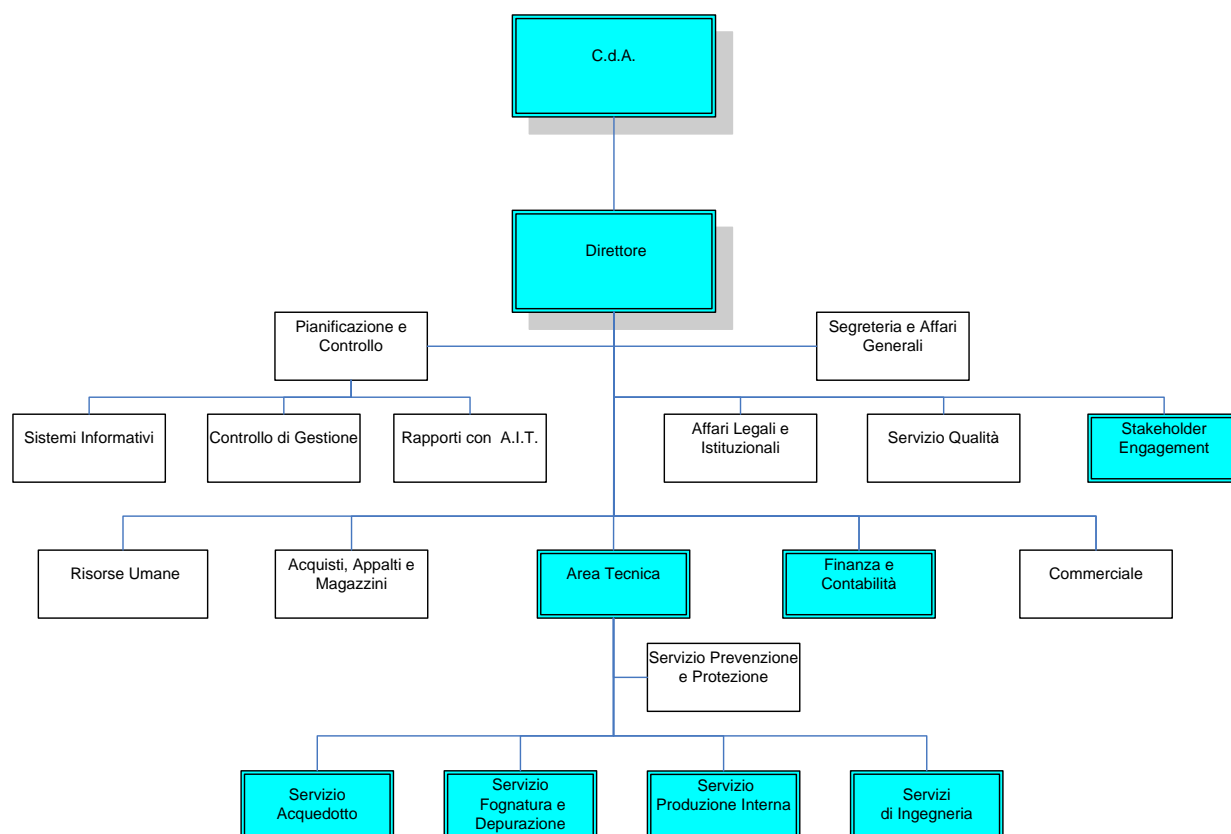 C.d.A.
Direttore
Pianificazione e
Controllo
Segreteria e Affari
Generali
Sistemi Informativi
Controllo di Gestione
Rapporti con  A.I.T.
Affari Legali e
Istituzionali
Servizio Qualità
Stakeholder
Engagement
Risorse Umane
Acquisti, Appalti e
Magazzini
Area Tecnica
Finanza e
Contabilità
Commerciale
Servizio Prevenzione
e Protezione
Servizio
Acquedotto
Servizio
Fognatura e
Depurazione
Servizio
Produzione Interna
Servizi
di Ingegneria